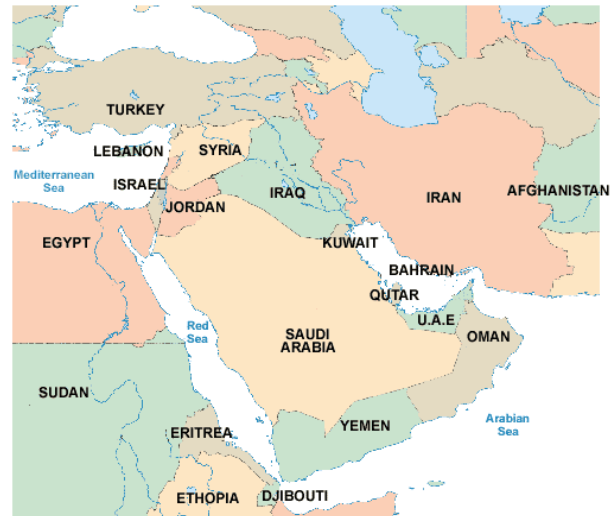 TURKEY
LEBANON
SYRIA
Mediterranean
Sea
ISRAEL
IRAQ
IRAN
AFGHANISTAN
JORDAN
EGYPT
KUWAIT
BAHRAIN
QUTAR
U.A.E
Red
Sea
SAUDI
ARABIA
OMAN
SUDAN
YEMEN
Arabian
Sea
ERITREA
ETHOPIA
DJIBOUTI